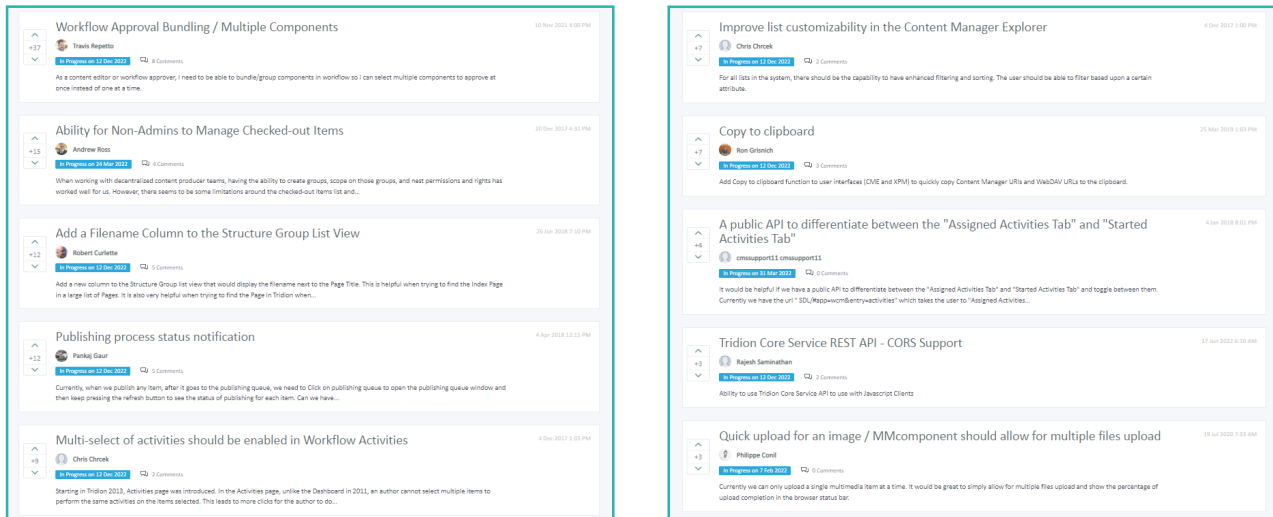 Workflow Approval Bundling / Multiple Components
10 Nov 2021 4:00 PM
+37
Travis Repetto
In Progress on 12 Dec 2022
8 Comments
As a content editor or workflow approver, I need to be able to bundle/group components in workflow so I can select multiple components to approve at
once instead of one at a time.
Ability for Non-Admins to Manage Checked-out Items
20 Dec 2017 4:31 PM
+15
Andrew Ross
In Progress on 24 Mar 2022
4 Comments
When working with decentralized content producer teams, having the ability to create groups, scope on those groups, and nest permissions and rights has
worked well for us. However, there seems to be some limitations around the checked-out items list and...
Add a Filename Column to the Structure Group List View
26 Jun 2018 7:10 PM
+12
Robert Curlette
In Progress on 12 Dec 2022
5 Comments
Add a new column to the Structure Group list view that would display the filename next to the Page Title. This is helpful when trying to find the Index Page
in a large list of Pages. It is also very helpful when trying to find the Page in Tridion when...
Publishing process status notification
4 Apr 2018 12:15 PM
+12
Pankaj Gaur
In Progress on 12 Dec 2022
5 Comments
Currently, when we publish any item, after it goes to the publishing queue, we need to Click on publishing queue to open the publishing queue window and
then keep pressing the refresh button to see the status of publishing for each item. Can we have...
Multi-select of activities should be enabled in Workflow Activities
4 Dec 2017 1:03 PM
+9
Chris Chrcek
In Progress on 12 Dec 2022
2 Comments
Starting in Tridion 2013, Activities page was introduced. In the Activities page, unlike the Dashboard in 2011, an author cannot select multiple items to
perform the same activities on the items selected. This leads to more clicks for the author to do...
Improve list customizability in the Content Manager Explorer
4 Dec 2017 1:00 PM
+7
Chris Chrcek
In Progress on 12 Dec 2022
2 Comments
For all lists in the system, there should be the capability to have enhanced filtering and sorting. The user should be able to filter based upon a certain
attribute.
Copy to clipboard
25 Mar 2019 1:03 PM
+7
Ron Grisnich
In Progress on 12 Dec 2022
3 Comments
Add Copy to clipboard function to user interfaces (CME and XPM) to quickly copy Content Manager URIs and WebDAV URLs to the clipboard.
A public API to differentiate between the "Assigned Activities Tab" and "Started
Activities Tab"
4 Jan 2018 8:02 PM
+4
cmssupport11 cmssupport11
In Progress on 31 Mar 2022
0 Comments
It would be helpful if we have a public API to differentiate between the "Assigned Activities Tab" and "Started Activities Tab" and toggle between them.
Currently we have the url " SDL/#app=wcm&entry=activities" which takes the user to "Assigned Activities...
Tridion Core Service REST API - CORS Support
17 Jun 2022 6:10 AM
+3
Rajesh Saminathan
In Progress on 12 Dec 2022
2 Comments
Ability to use Tridion Core Service API to use with Javascript Clients
Quick upload for an image / MMcomponent should allow for multiple files upload
18 Jul 2020 7:33 AM
+3
Philippe Conil
In Progress on 7 Feb 2022
0 Comments
Currently we can only upload a single multimedia item at a time. It would be great to simply allow for multiple files upload and show the percentage of
upload completion in the browser status bar.